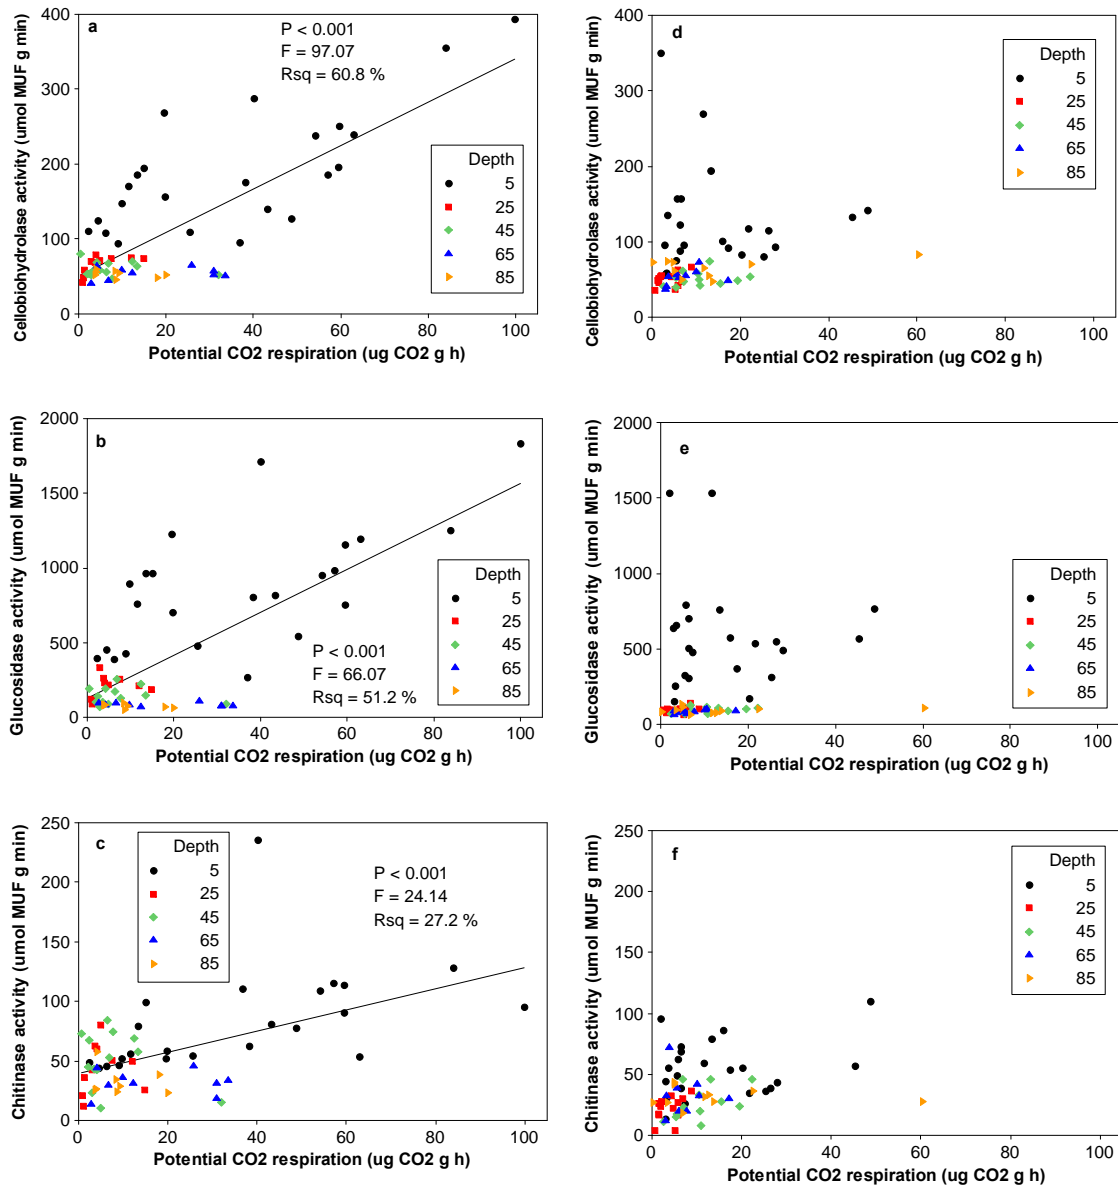 a
P < 0.001
F = 97.07
Rsq = 60.8 %
Depth
5
25
45
65
85
400
300
200
100
0
0 20 40 60 80 100
Cellobiohydrolase activity (umol MUF g min)
Potential CO2 respiration (ug CO2 g h)
d
Depth
5
25
45
65
85
400
300
200
100
0
0 20 40 60 80 100
Cellobiohydrolase activity (umol MUF g min)
Potential CO2 respiration (ug CO2 g h)
b
P < 0.001
F = 66.07
Rsq = 51.2 %
Depth
5
25
45
65
85
2000
1500
1000
500
0
0 20 40 60 80 100
Glucosidase activity (umol MUF g min)
Potential CO2 respiration (ug CO2 g h)
e
Depth
5
25
45
65
85
2000
1500
1000
500
0
0 20 40 60 80 100
Glucosidase activity (umol MUF g min)
Potential CO2 respiration (ug CO2 g h)
c
P < 0.001
F = 24.14
Rsq = 27.2 %
Depth
5
25
45
65
85
250
200
150
100
50
0
0 20 40 60 80 100
Chitinase activity (umol MUF g min)
Potential CO2 respiration (ug CO2 g h)
f
Depth
5
25
45
65
85
250
200
150
100
50
0
0 20 40 60 80 100
Chitinase activity (umol MUF g min)
Potential CO2 respiration (ug CO2 g h)